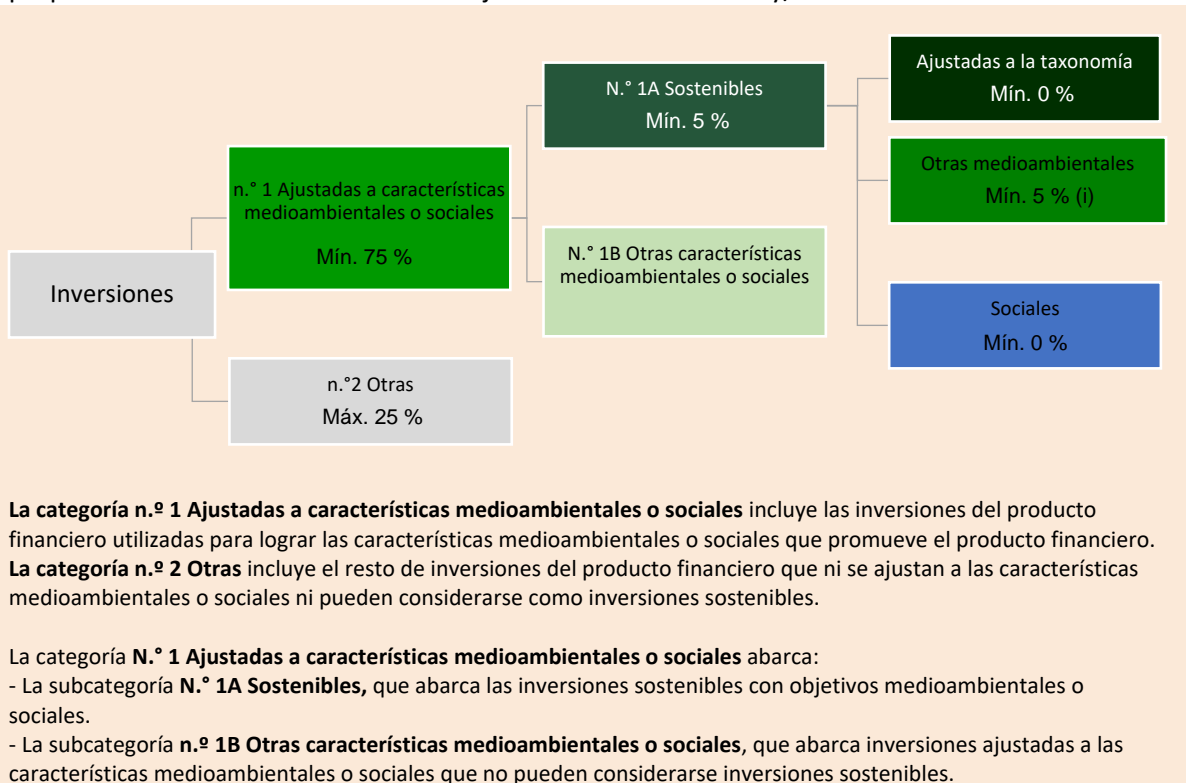 Ajustadas a la taxonomía
Mín. 0 %
N.° 1A Sostenibles
Mín. 5 %
Otras medioambientales
Mín. 5 % (i)
n.° 1 Ajustadas a características
medioambientales o sociales
Mín. 75 %
N.° 1B Otras características
medioambientales o sociales
Inversiones
Sociales
Mín. 0 %
n.°2 Otras
Máx. 25 %
La categoría n.º 1 Ajustadas a características medioambientales o sociales incluye las inversiones del producto
financiero utilizadas para lograr las características medioambientales o sociales que promueve el producto financiero.
La categoría n.º 2 Otras incluye el resto de inversiones del producto financiero que ni se ajustan a las características
medioambientales o sociales ni pueden considerarse como inversiones sostenibles.
La categoría N.° 1 Ajustadas a características medioambientales o sociales abarca:
- La subcategoría N.° 1A Sostenibles, que abarca las inversiones sostenibles con objetivos medioambientales o
sociales.
- La subcategoría n.º 1B Otras características medioambientales o sociales, que abarca inversiones ajustadas a las
características medioambientales o sociales que no pueden considerarse inversiones sostenibles.